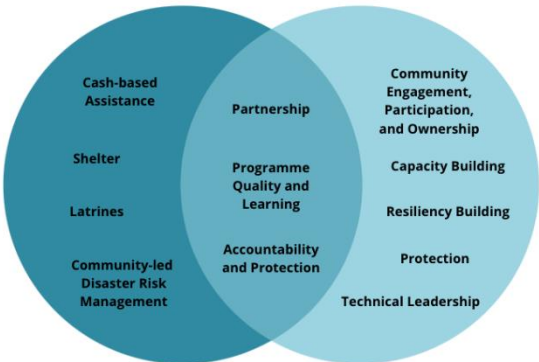 Cash-based
Assistance
Shelter
Latrines
Community-led
Disaster Risk
Management
Partnership
Programme
Quality and
Learning
Accountability
and Protection
Community
Engagement,
Participation,
and Ownership
Capacity Building
Resiliency Building
Protection
Technical Leadership